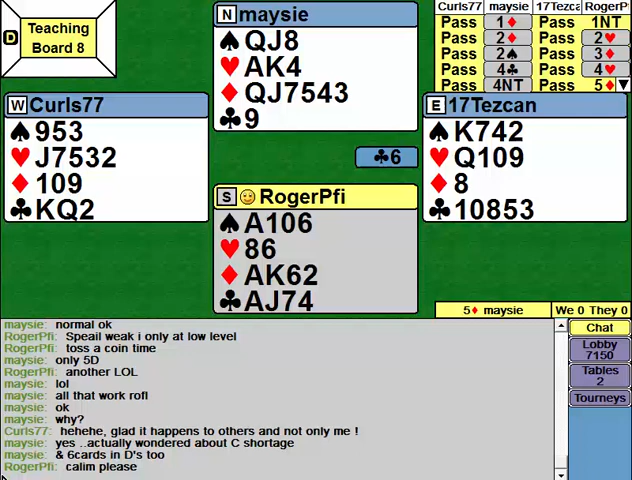 D
Teaching
Board 8
N maysie
♠QJ8
♥AK4
♦QJ7543
♣9
Curls77 maysie 17Tezca RogerPf
Pass 1♦ Pass 1NT
Pass 2♦ Pass 2♥
Pass 2♠ Pass 3♦
Pass 4♣ Pass 4♥
Pass 4NT Pass 5♦
W Curls77
♠953
♥J7532
♦109
♣KQ2
♣6
E 17Tezcan
♠K742
♥Q109
♦8
♣10853
S RogerPfi
♠A106
♥86
♦AK62
♣AJ74
5♦ maysie We 0 They 0
maysie: normal ok
RogerPfi: Speail weak i only at low level
RogerPfi: toss a coin time
maysie: only 5D
RogerPfi: another LOL
maysie: lol
maysie: all that work rofl
maysie: ok
maysie: why?
Curls77: hehehe, glad it happens to others and not only me !
maysie: yes ..actually wondered about C shortage
maysie: & 6cards in D's too
RogerPfi: calim please
Chat
Lobby
7150
Tables
2
Tourneys